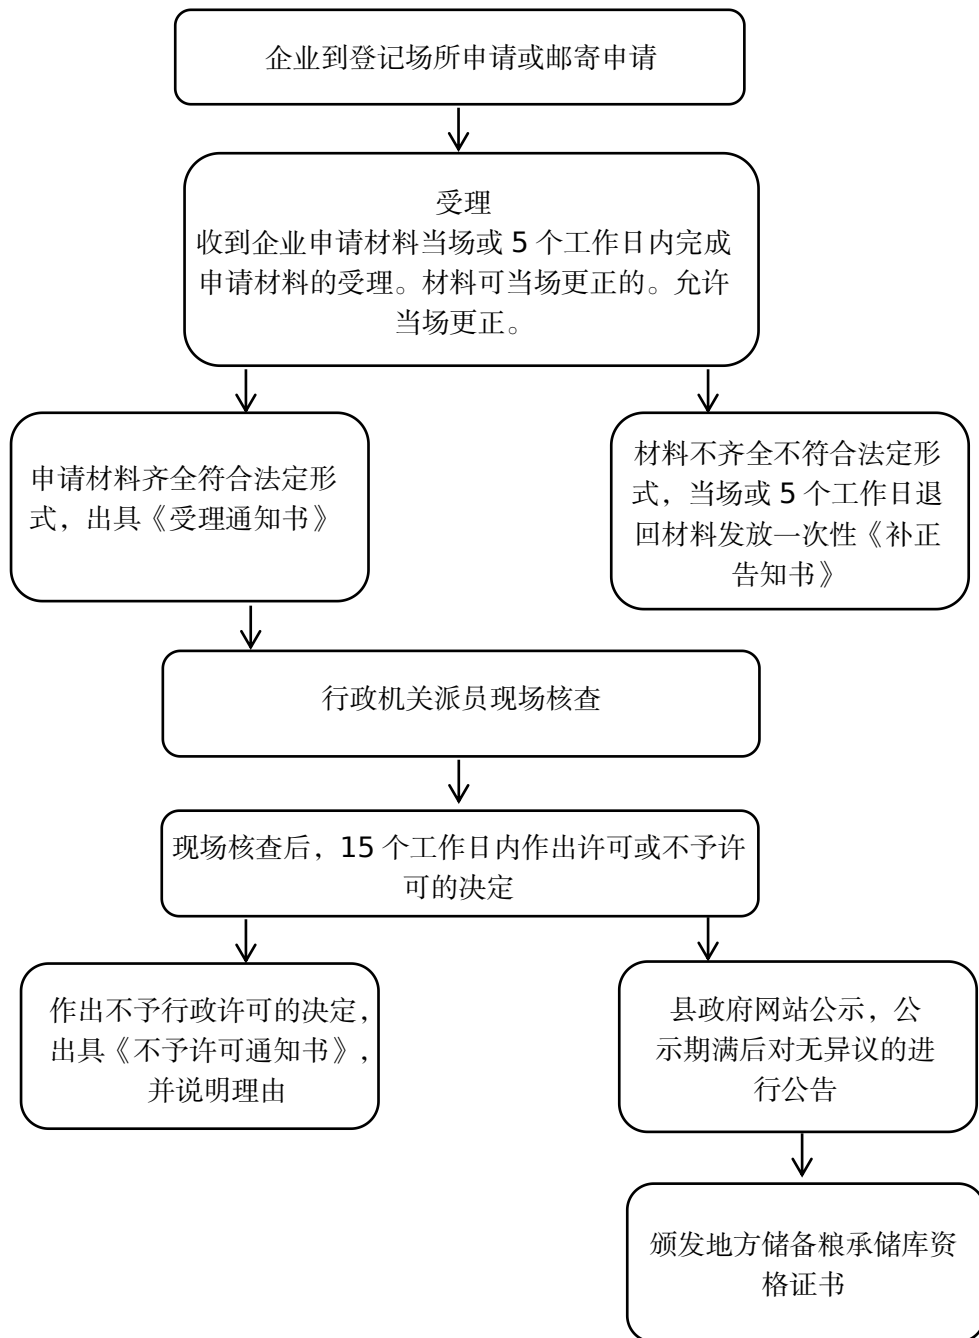 企业到登记场所申请或邮寄申请
受理
收到企业申请材料当场或 5 个工作日内完成
申请材料的受理。材料可当场更正的。允许
当场更正。
申请材料齐全符合法定形
式，出具《受理通知书》
材料不齐全不符合法定形
式，当场或 5 个工作日退
回材料发放一次性《补正
告知书》
行政机关派员现场核查
现场核查后，15 个工作日内作出许可或不予许
可的决定
作出不予行政许可的决定，
出具《不予许可通知书》，
并说明理由
县政府网站公示，公
示期满后对无异议的进
行公告
颁发地方储备粮承储库资
格证书